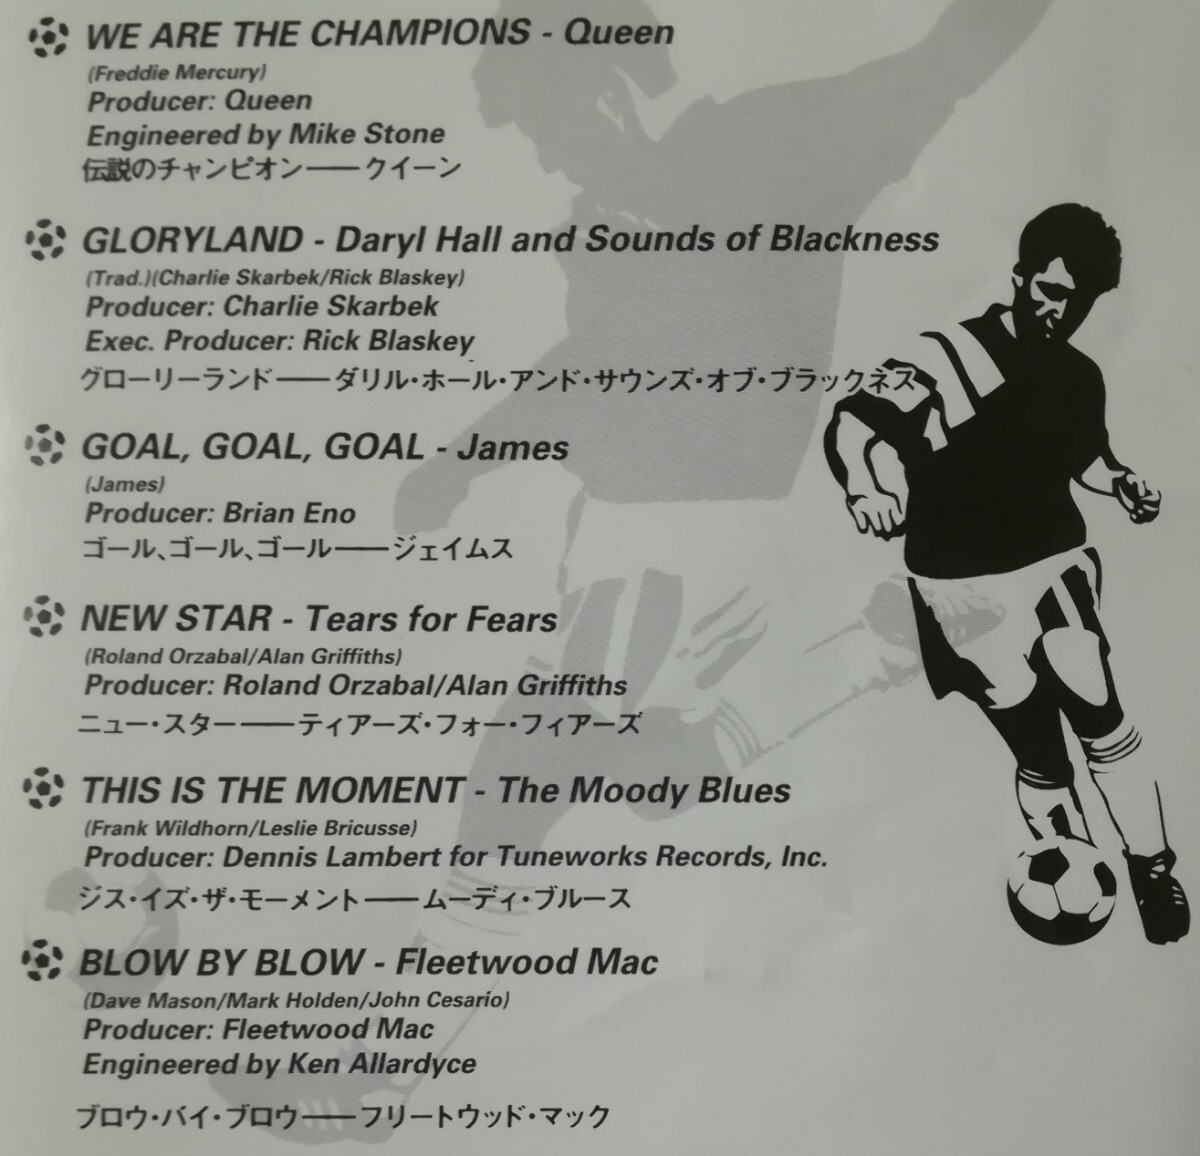 WE ARE THE CHAMPIONS - Queen
(Freddie Mercury)
Producer: Queen
Engineered by Mike Stone
伝説のチャンピオン――クイーン
GLORYLAND - Daryl Hall and Sounds of Blackness
(Trad.)(Charlie Skarbek/Rick Blaskey)
Producer: Charlie Skarbek
Exec. Producer: Rick Blaskey
グローリーランド――ダリル・ホール・アンド・サウンズ・オブ・ブラックネス
GOAL, GOAL, GOAL - James
(James)
Producer: Brian Eno
ゴール、ゴール、ゴール――ジェイムス
NEW STAR - Tears for Fears
(Roland Orzabal/Alan Griffiths)
Producer: Roland Orzabal/Alan Griffiths
ニュー・スター――ティアーズ・フォー・フィアーズ
THIS IS THE MOMENT - The Moody Blues
(Frank Wildhorn/Leslie Bricusse)
Producer: Dennis Lambert for Tuneworks Records, Inc.
ジス・イズ・ザ・モーメント――ムーディ・ブルース
BLOW BY BLOW - Fleetwood Mac
(Dave Mason/Mark Holden/John Cesario)
Producer: Fleetwood Mac
Engineered by Ken Allardyce
ブロウ・バイ・ブロウ――フリートウッド・マック